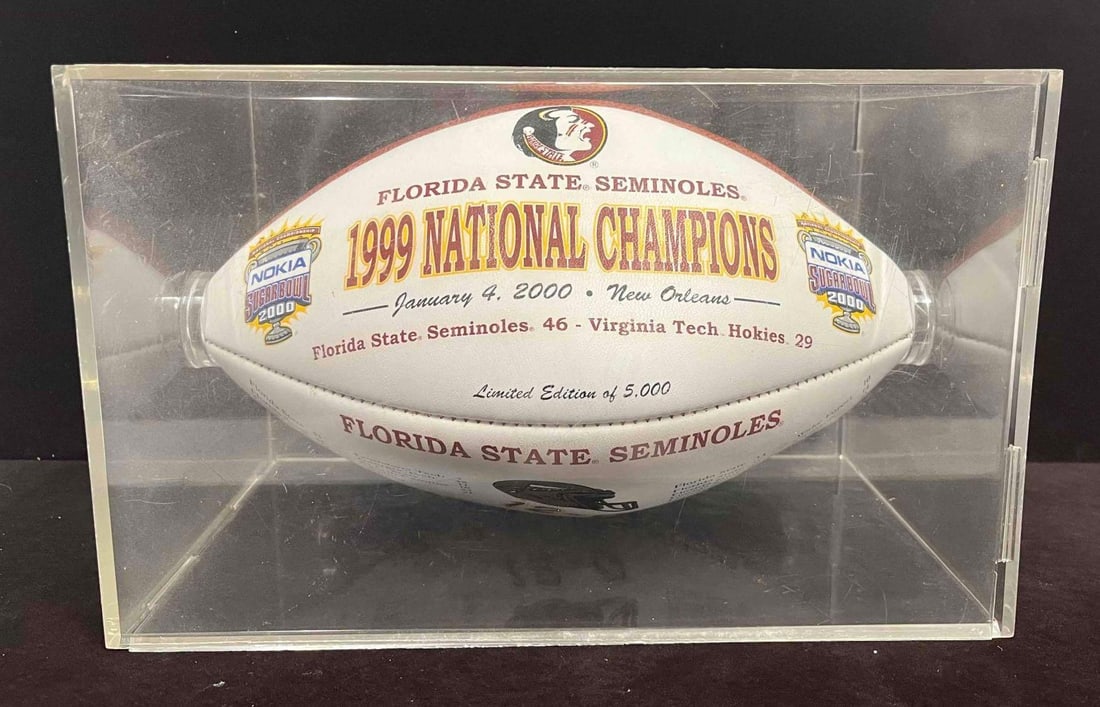 FLORIDA STATE® SEMINOLES®
1999 NATIONAL CHAMPIONS
NOKIA
SUGAR BOWL
2000
NOKIA
SUGAR BOWL
2000
January 4, 2000 • New Orleans
Florida State® Seminoles® 46 - Virginia Tech Hokies 29
Limited Edition of 5,000
FLORIDA STATE® SEMINOLES®